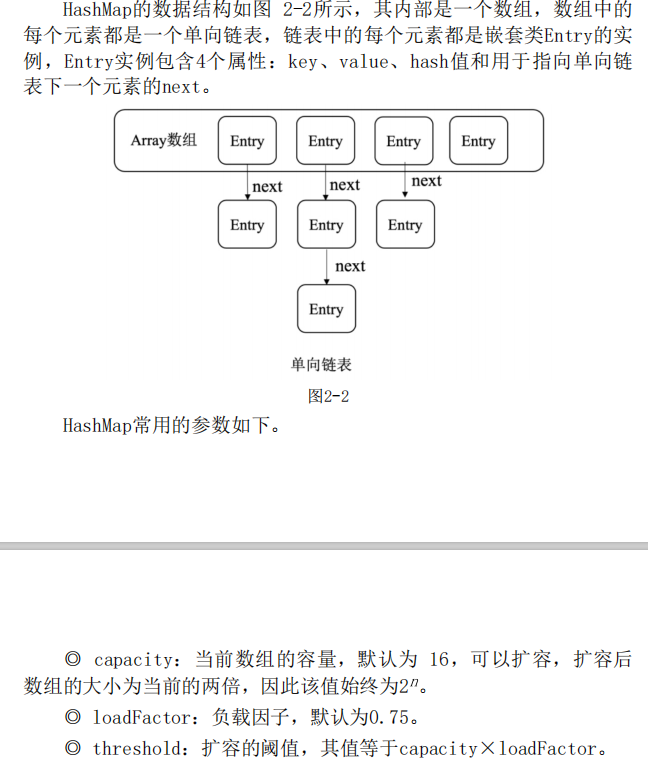 HashMap的数据结构如图 2-2所示，其内部是一个数组，数组中的
每个元素都是一个单向链表，链表中的每个元素都是嵌套类Entry的实
例，Entry实例包含4个属性：key、value、hash值和用于指向单向链
表下一个元素的next。
Array数组 Entry Entry Entry Entry
next next next
Entry Entry Entry
next
Entry
单向链表
图2-2
HashMap常用的参数如下。
◎ capacity：当前数组的容量，默认为 16，可以扩容，扩容后
数组的大小为当前的两倍，因此该值始终为2ⁿ。
◎ loadFactor：负载因子，默认为0.75。
◎ threshold：扩容的阈值，其值等于capacity×loadFactor。